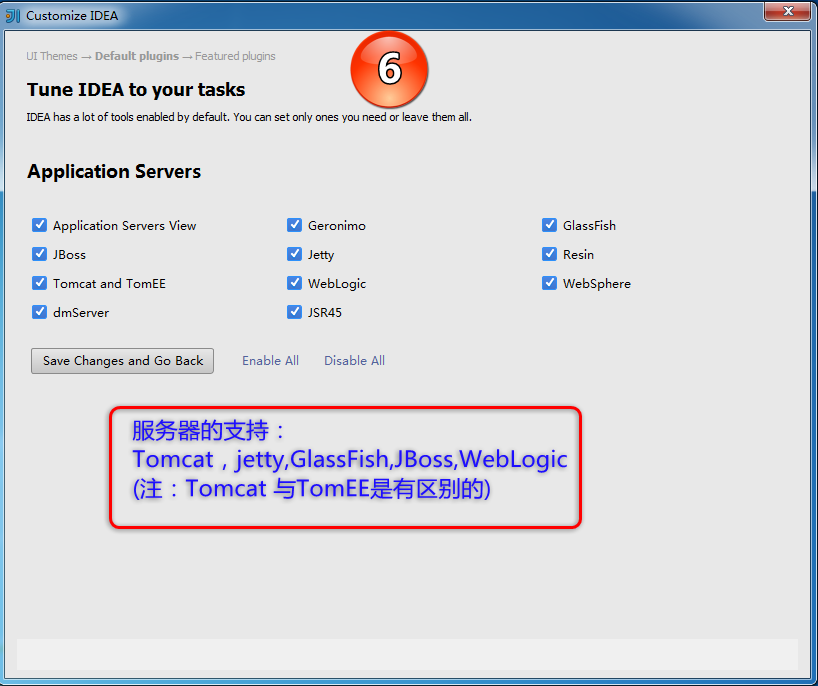 Customize IDEA
UI Themes → Default plugins → Featured plugins
6
Tune IDEA to your tasks
IDEA has a lot of tools enabled by default. You can set only ones you need or leave them all.
Application Servers
Application Servers View
Geronimo
GlassFish
JBoss
Jetty
Resin
Tomcat and TomEE
WebLogic
WebSphere
dmServer
JSR45
Save Changes and Go Back
Enable All
Disable All
服务器的支持：
Tomcat，jetty,GlassFish,JBoss,WebLogic
(注：Tomcat 与TomEE是有区别的)